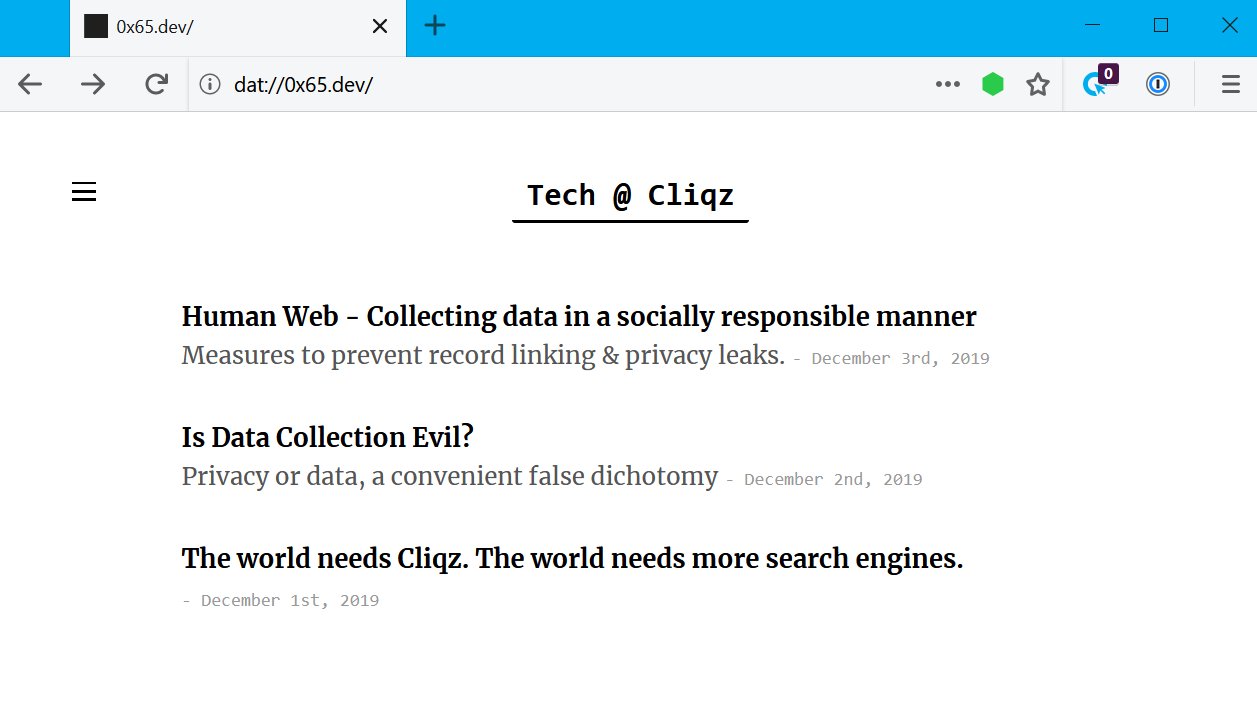 0x65.dev/
dat://0x65.dev/
0
Tech @ Cliqz
Human Web - Collecting data in a socially responsible manner
Measures to prevent record linking & privacy leaks. - December 3rd, 2019
Is Data Collection Evil?
Privacy or data, a convenient false dichotomy - December 2nd, 2019
The world needs Cliqz. The world needs more search engines.
- December 1st, 2019